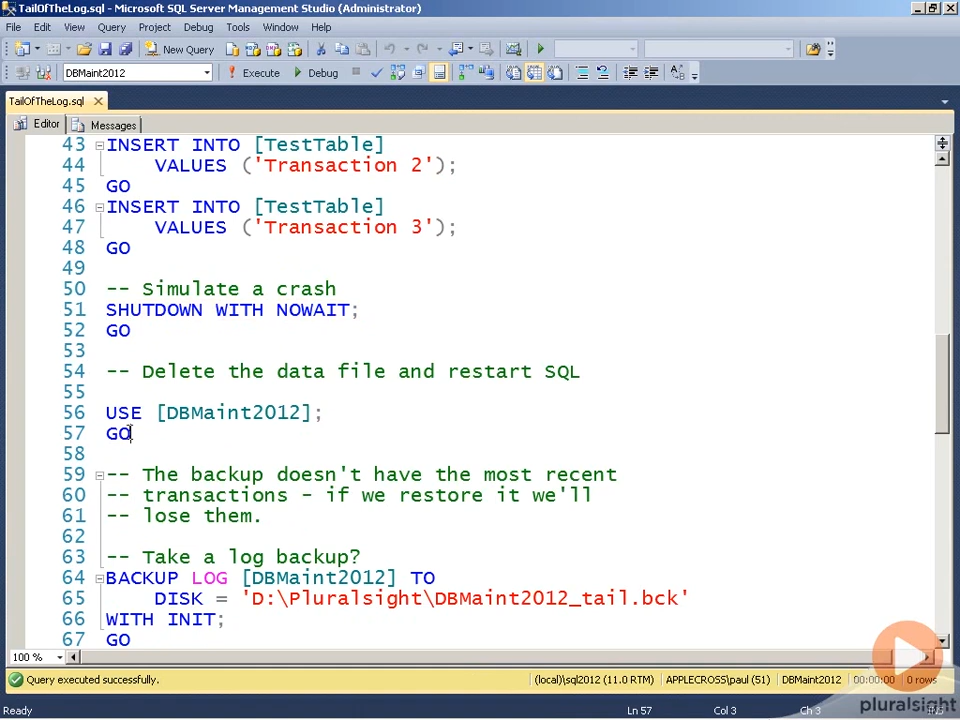 TailOfTheLog.sql - Microsoft SQL Server Management Studio (Administrator)
File Edit View Query Project Debug Tools Window Help
New Query
DBMaint2012 Execute Debug
TailOfTheLog.sql
Editor Messages
43 INSERT INTO [TestTable]
44 VALUES ('Transaction 2');
45 GO
46 INSERT INTO [TestTable]
47 VALUES ('Transaction 3');
48 GO
49
50 -- Simulate a crash
51 SHUTDOWN WITH NOWAIT;
52 GO
53
54 -- Delete the data file and restart SQL
55
56 USE [DBMaint2012];
57 GO
58
59 -- The backup doesn't have the most recent
60 -- transactions - if we restore it we'll
61 -- lose them.
62
63 -- Take a log backup?
64 BACKUP LOG [DBMaint2012] TO
65 DISK = 'D:\Pluralsight\DBMaint2012_tail.bck'
66 WITH INIT;
67 GO
100 %
Query executed successfully. (local)\sql2012 (11.0 RTM) APPLECROSS\paul (51) DBMaint2012 00:00:00 0 rows
Ready Ln 57 Col 3 Ch 3 INS
pluralsight